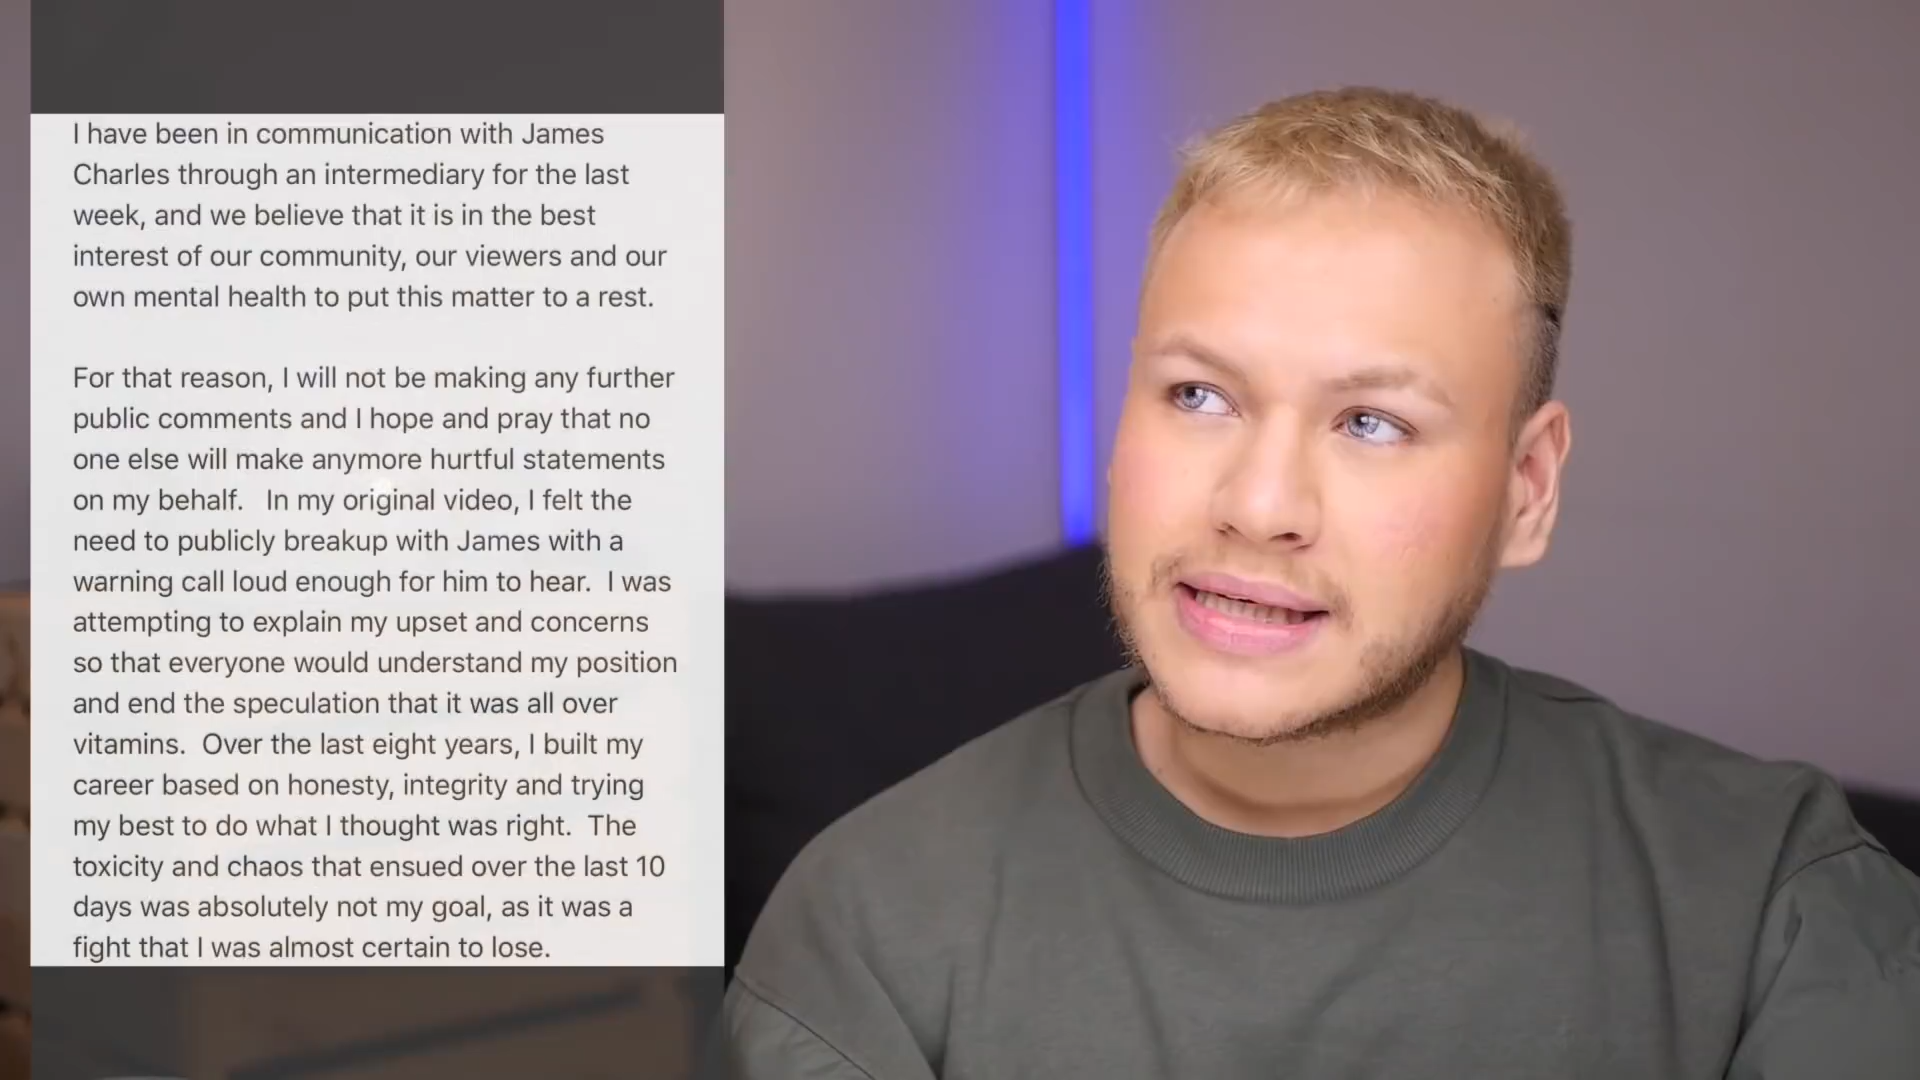 I have been in communication with James
Charles through an intermediary for the last
week, and we believe that it is in the best
interest of our community, our viewers and our
own mental health to put this matter to a rest.
For that reason, I will not be making any further
public comments and I hope and pray that no
one else will make anymore hurtful statements
on my behalf.   In my original video, I felt the
need to publicly breakup with James with a
warning call loud enough for him to hear.  I was
attempting to explain my upset and concerns
so that everyone would understand my position
and end the speculation that it was all over
vitamins.  Over the last eight years, I built my
career based on honesty, integrity and trying
my best to do what I thought was right.  The
toxicity and chaos that ensued over the last 10
days was absolutely not my goal, as it was a
fight that I was almost certain to lose.